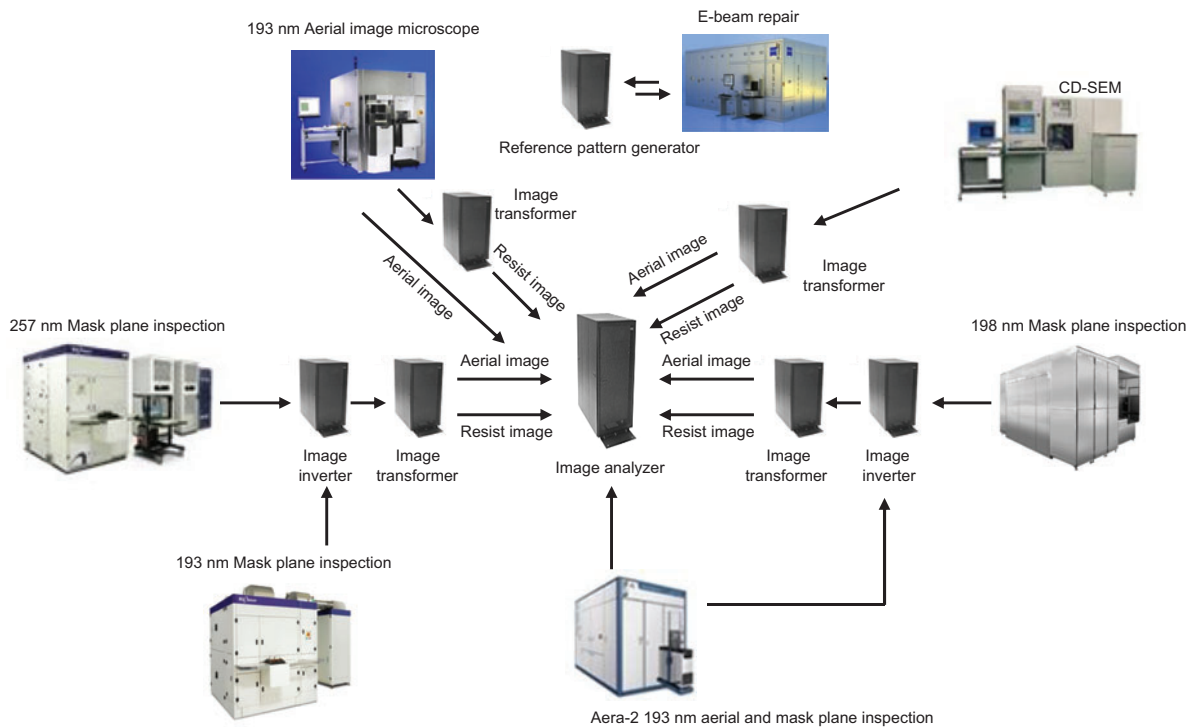 193 nm Aerial image microscope
E-beam repair
CD-SEM
Reference pattern generator
Image
transformer
Aerial image
Resist image
Aerial image
Resist image
Image
transformer
257 nm Mask plane inspection
198 nm Mask plane inspection
Aerial image
Resist image
Aerial image
Resist image
Image
inverter
Image
transformer
Image analyzer
Image
transformer
Image
inverter
193 nm Mask plane inspection
Aera-2 193 nm aerial and mask plane inspection